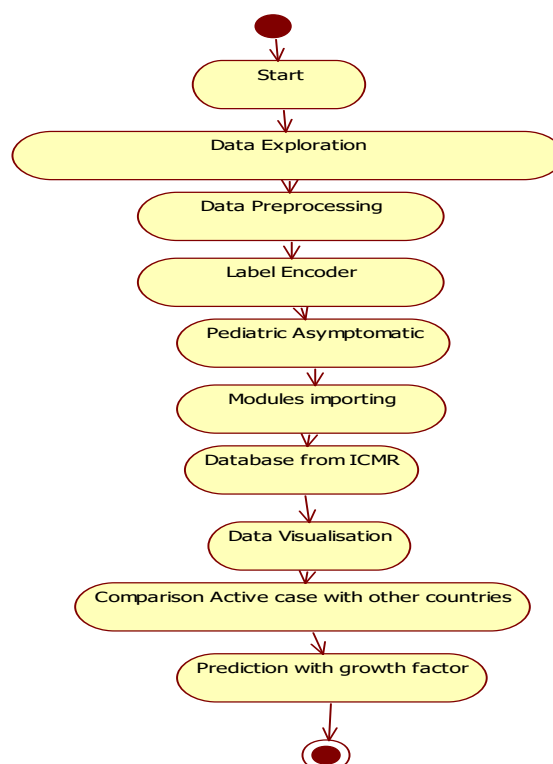 Start
Data Exploration
Data Preprocessing
Label Encoder
Pediatric Asymptomatic
Modules importing
Database from ICMR
Data Visualisation
Comparison Active case with other countries
Prediction with growth factor